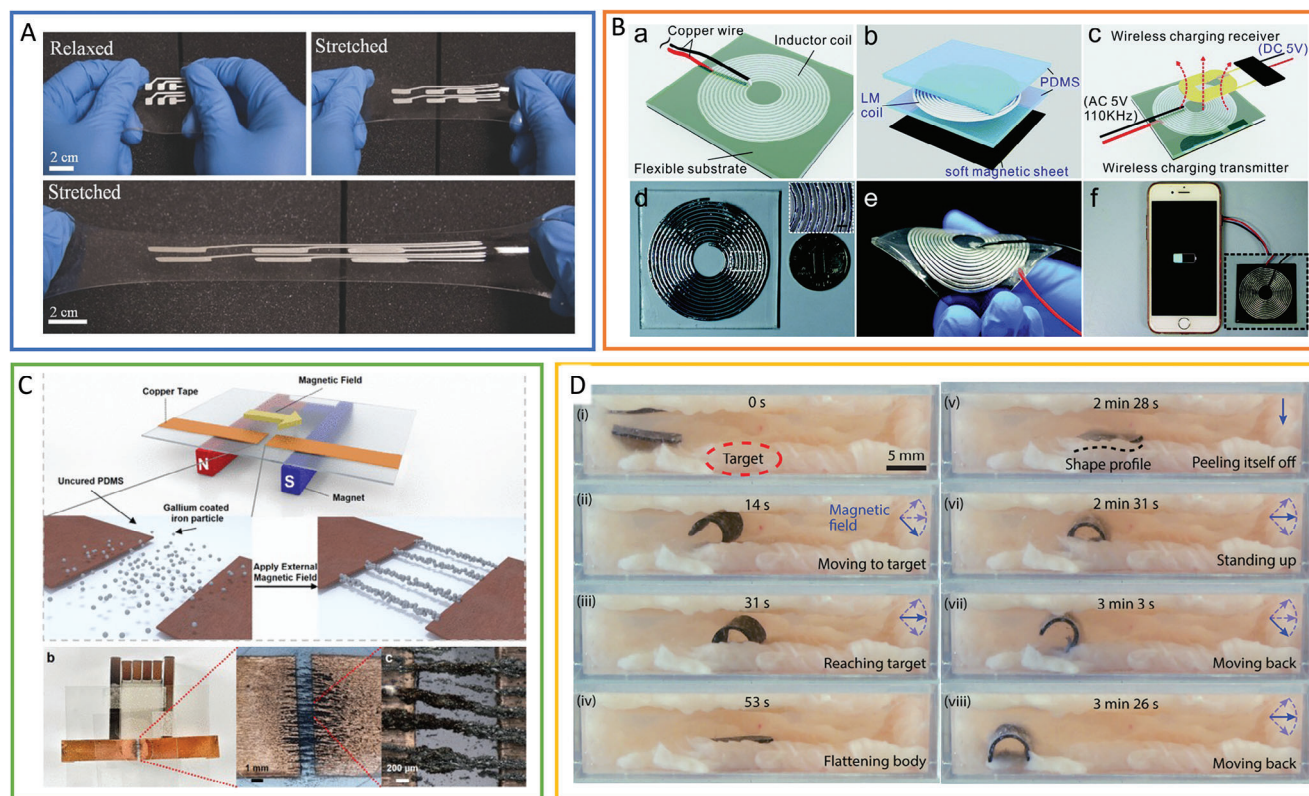 A
Relaxed
2 cm
Stretched
Stretched
2 cm
B
a
Copper wire
Inductor coil
Flexible substrate
b
PDMS
LM
coil
soft magnetic sheet
c
Wireless charging receiver
(DC 5V)
(AC 5V
110KHz)
Wireless charging transmitter
d
e
f
C
Copper Tape
Magnetic Field
N
S
Magnet
Uncured PDMS
Gallium coated
iron particle
Apply External
Magnetic Field
b
1 mm
c
200 µm
D
(i)
0 s
Target
5 mm
(ii)
14 s
Magnetic
field
Moving to target
(iii)
31 s
Reaching target
(iv)
53 s
Flattening body
(v)
2 min 28 s
Shape profile
Peeling itself off
(vi)
2 min 31 s
Standing up
(vii)
3 min 3 s
Moving back
(viii)
3 min 26 s
Moving back